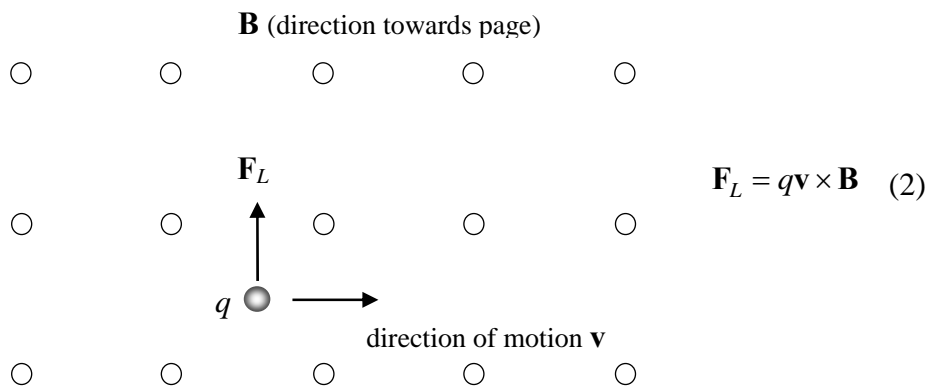 B (direction towards page)
F_L
F_L = qv × B (2)
q
direction of motion v